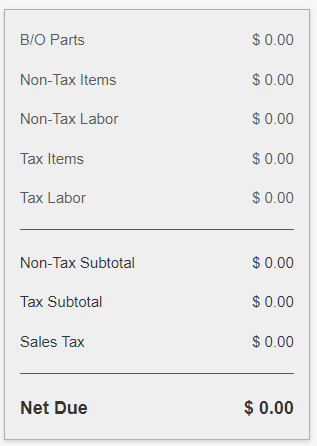 B/O Parts $ 0.00
Non-Tax Items $ 0.00
Non-Tax Labor $ 0.00
Tax Items $ 0.00
Tax Labor $ 0.00
Non-Tax Subtotal $ 0.00
Tax Subtotal $ 0.00
Sales Tax $ 0.00
Net Due $ 0.00